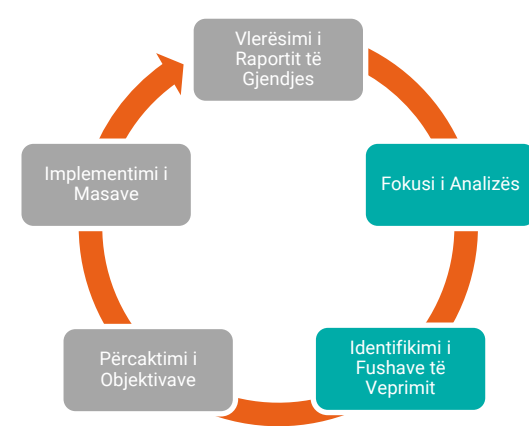 Vlerësimi i
Raportit të
Gjendjes
Fokusi i Analizës
Identifikimi i
Fushave të
Veprimit
Përcaktimi i
Objektivave
Implementimi i
Masave